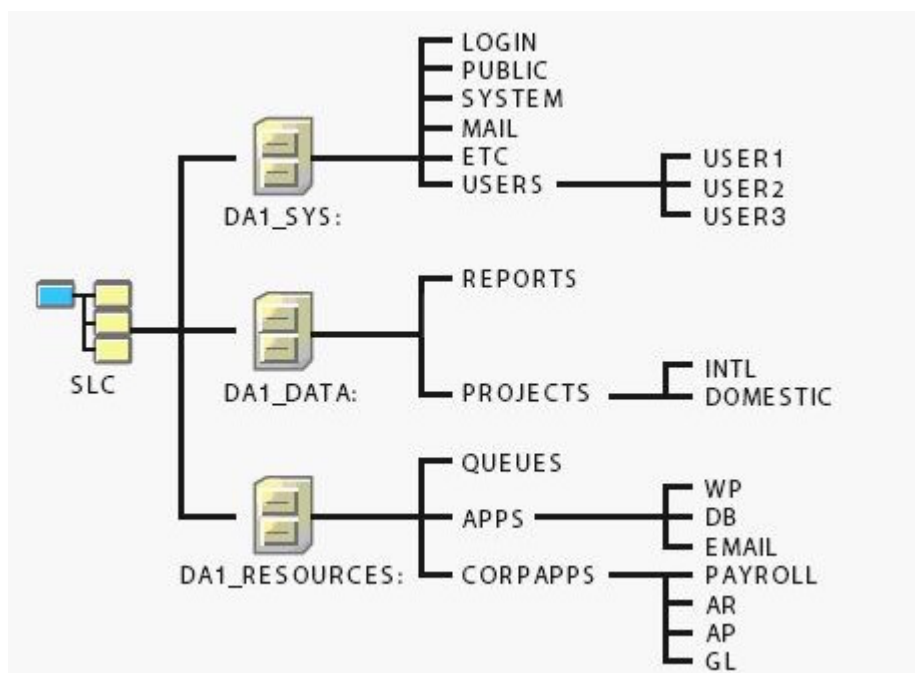 LOGIN
PUBLIC
SYSTEM
MAIL
ETC
USERS
USER1
USER2
USER3
DA1_SYS:
REPORTS
PROJECTS
INTL
DOMESTIC
DA1_DATA:
SLC
QUEUES
APPS
WP
DB
EMAIL
DA1_RESOURCES:
CORPAPPS
PAYROLL
AR
AP
GL